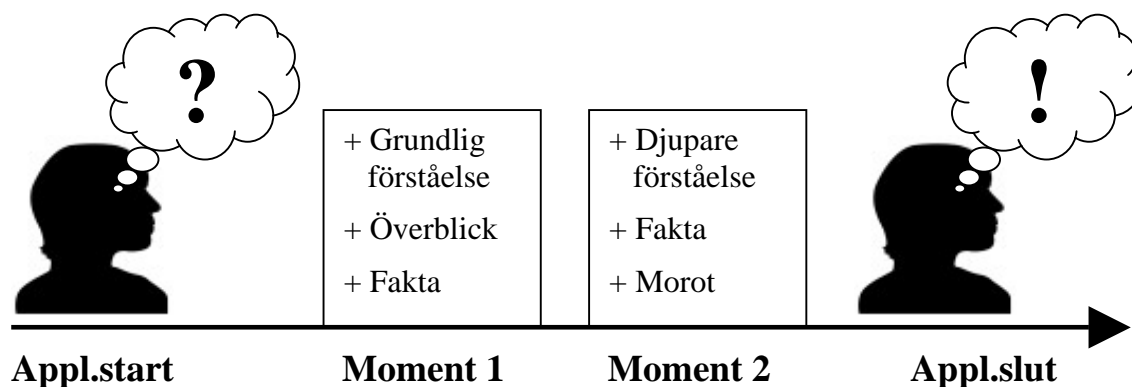 ?
!
+ Grundlig
förståelse
+ Överblick
+ Fakta
+ Djupare
förståelse
+ Fakta
+ Morot
Appl.start
Moment 1
Moment 2
Appl.slut